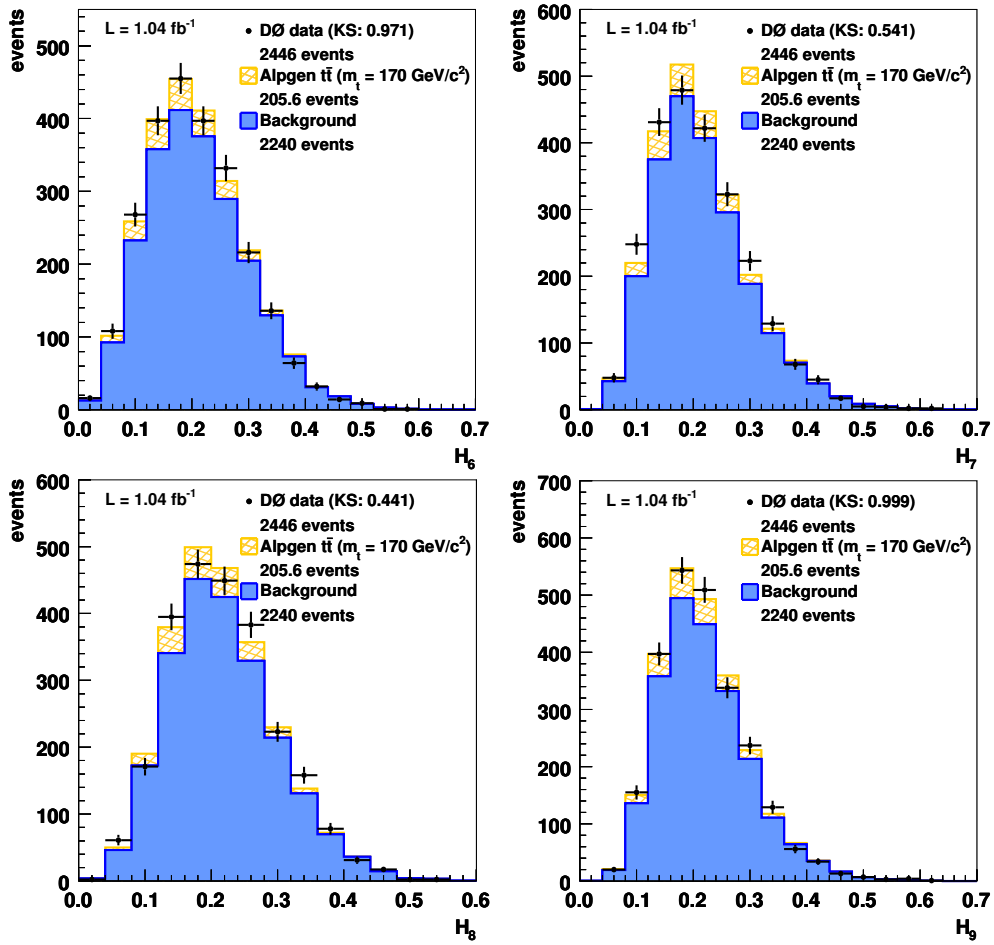 events
L = 1.04 fb⁻¹
DØ data (KS: 0.971)
2446 events
Alpgen tt̄ (m_t = 170 GeV/c²)
205.6 events
Background
2240 events
500
400
300
200
100
0
0.0 0.1 0.2 0.3 0.4 0.5 0.6 0.7
H₆
events
L = 1.04 fb⁻¹
DØ data (KS: 0.541)
2446 events
Alpgen tt̄ (m_t = 170 GeV/c²)
205.6 events
Background
2240 events
600
500
400
300
200
100
0
0.0 0.1 0.2 0.3 0.4 0.5 0.6 0.7
H₇
events
L = 1.04 fb⁻¹
DØ data (KS: 0.441)
2446 events
Alpgen tt̄ (m_t = 170 GeV/c²)
205.6 events
Background
2240 events
600
500
400
300
200
100
0
0.0 0.1 0.2 0.3 0.4 0.5 0.6
H₈
events
L = 1.04 fb⁻¹
DØ data (KS: 0.999)
2446 events
Alpgen tt̄ (m_t = 170 GeV/c²)
205.6 events
Background
2240 events
700
600
500
400
300
200
100
0
0.0 0.1 0.2 0.3 0.4 0.5 0.6 0.7
H₉